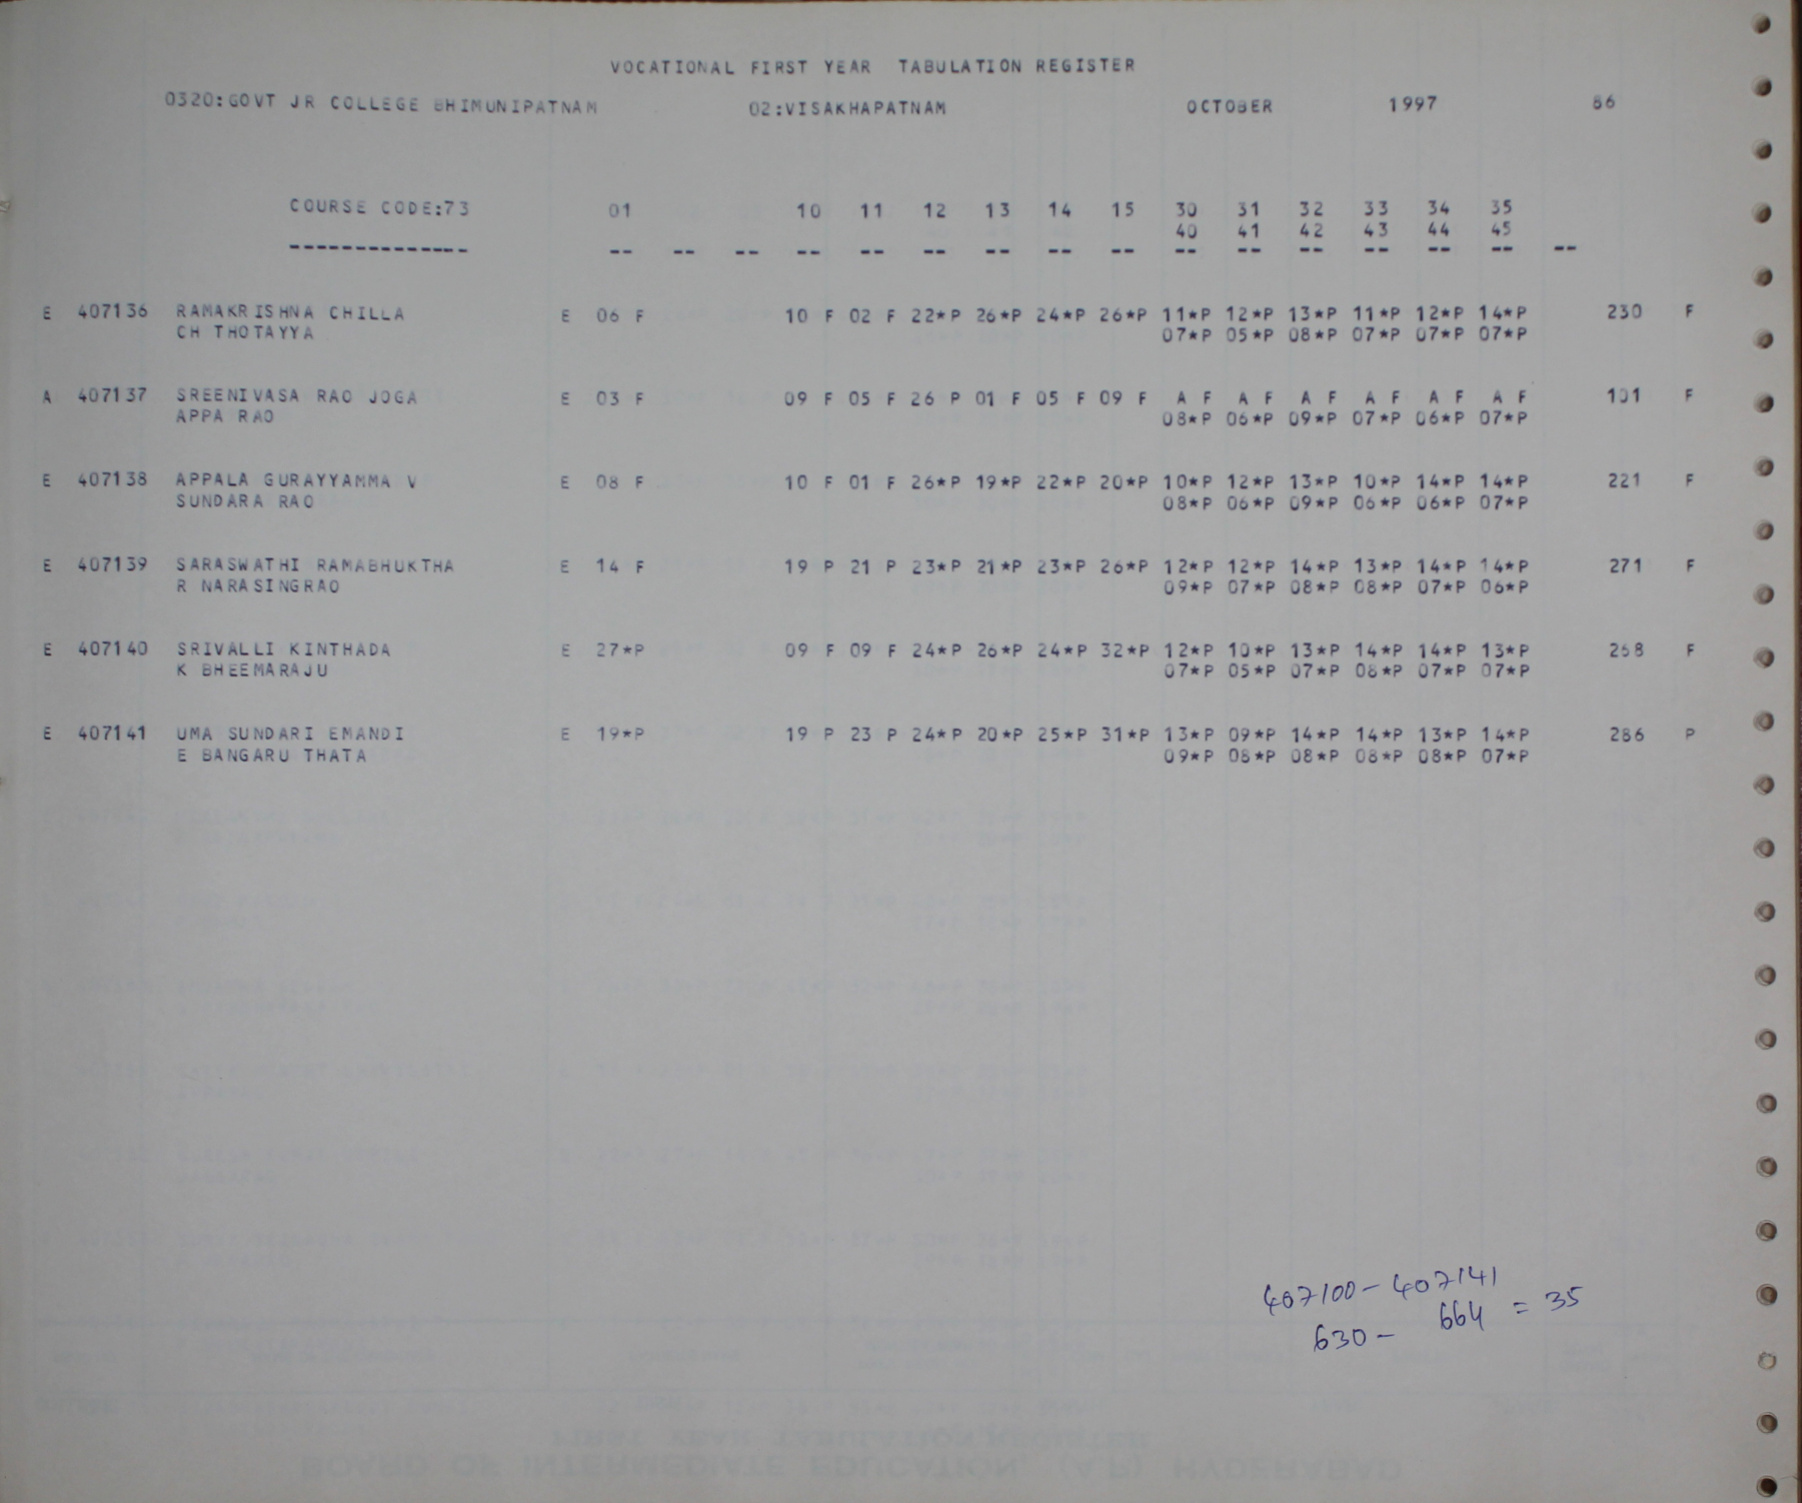 VOCATIONAL FIRST YEAR TABULATION REGISTER
0320:GOVT JR COLLEGE BHIMUNIPATNAM 02:VISAKHAPATNAM OCTOBER 1997 86
COURSE CODE:73 01 10 11 12 13 14 15 30 31 32 33 34 35
40 41 42 43 44 45
-------------- -- -- -- -- -- -- -- -- -- -- -- -- -- -- -- --
E 407136 RAMAKRISHNA CHILLA E 06 F 10 F 02 F 22*P 26*P 24*P 26*P 11*P 12*P 13*P 11*P 12*P 14*P 230 F
CH THOTAYYA 07*P 05*P 08*P 07*P 07*P 07*P
A 407137 SREENIVASA RAO JOGA E 03 F 09 F 05 F 26 P 01 F 05 F 09 F A F A F A F A F A F A F 101 F
APPA RAO 08*P 06*P 09*P 07*P 06*P 07*P
E 407138 APPALA GURAYYAMMA V E 08 F 10 F 01 F 26*P 19*P 22*P 20*P 10*P 12*P 13*P 10*P 14*P 14*P 221 F
SUNDARA RAO 08*P 06*P 09*P 06*P 06*P 07*P
E 407139 SARASWATHI RAMABHUKTHA E 14 F 19 P 21 P 23*P 21*P 23*P 26*P 12*P 12*P 14*P 13*P 14*P 14*P 271 F
R NARASINGRAO 09*P 07*P 08*P 08*P 07*P 06*P
E 407140 SRIVALLI KINTHADA E 27*P 09 F 09 F 24*P 26*P 24*P 32*P 12*P 10*P 13*P 14*P 14*P 13*P 268 F
K BHEEMARAJU 07*P 05*P 07*P 08*P 07*P 07*P
E 407141 UMA SUNDARI EMANDI E 19*P 19 P 23 P 24*P 20*P 25*P 31*P 13*P 09*P 14*P 14*P 13*P 14*P 286 P
E BANGARU THATA 09*P 08*P 08*P 08*P 08*P 07*P
407100 - 407141
630 - 664 = 35
FIRST YEAR TABULATION REGISTER
BOARD OF INTERMEDIATE EDUCATION, (A.P) HYDERABAD